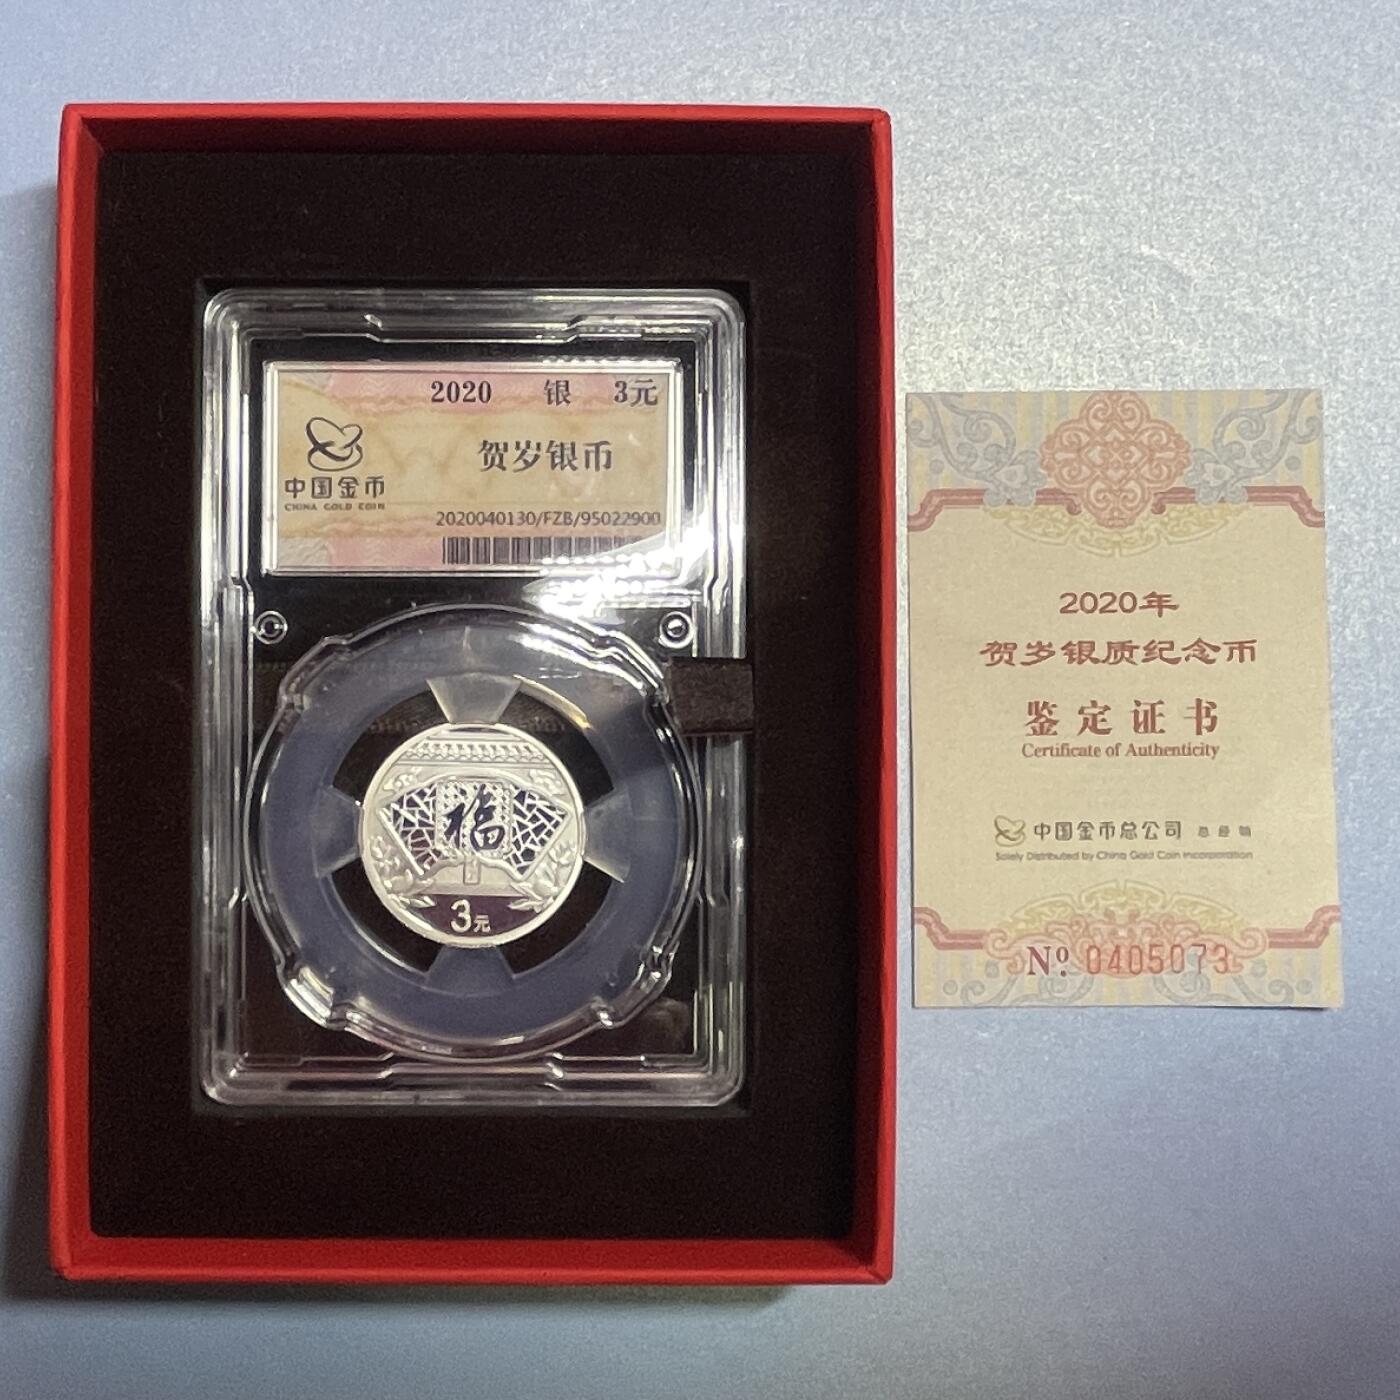 2020 银 3元
贺岁银币
中国金币
CHINA GOLD COIN
2020040130/FZB/95022900
福
3元
2020年
贺岁银质纪念币
鉴定证书
Certificate of Authenticity
中国金币总公司 总经销
Solely Distributed by China Gold Coin Incorporation
Nº 0405073